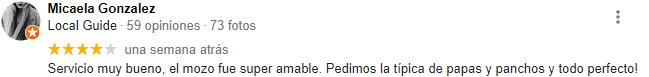 Micaela Gonzalez
Local Guide · 59 opiniones · 73 fotos
una semana atrás
Servicio muy bueno, el mozo fue super amable. Pedimos la típica de papas y panchos y todo perfecto!